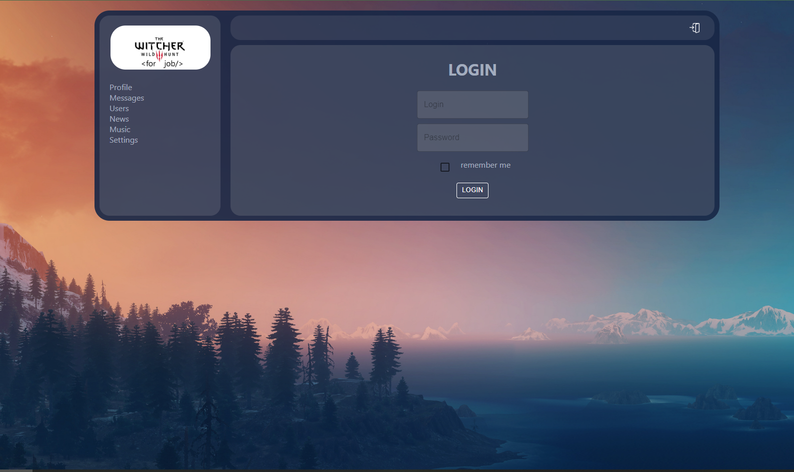 THE
WITCHER
WILD HUNT
<for job/>
Profile
Messages
Users
News
Music
Settings
LOGIN
Login
Password
remember me
LOGIN